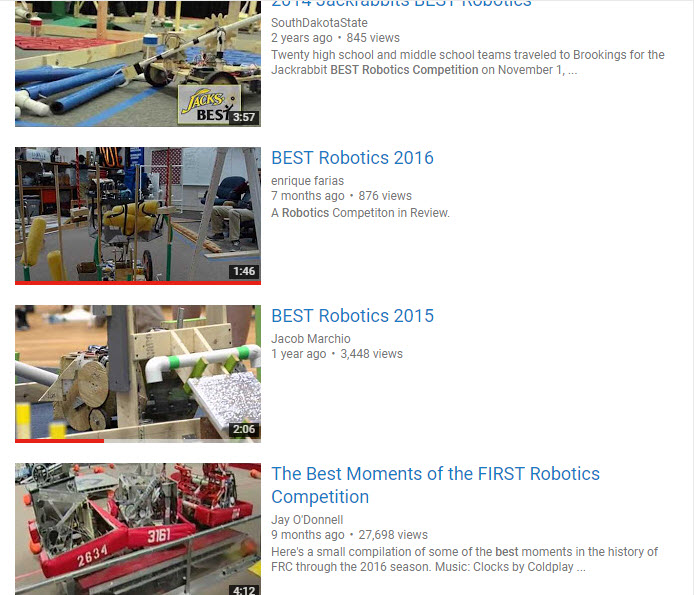 2014 Jackrabbits BEST Robotics
SouthDakotaState
2 years ago • 845 views
Twenty high school and middle school teams traveled to Brookings for the
Jackrabbit BEST Robotics Competition on November 1, ...
JACKS
BEST
3:57
BEST Robotics 2016
enrique farias
7 months ago • 876 views
A Robotics Competiton in Review.
1:46
BEST Robotics 2015
Jacob Marchio
1 year ago • 3,448 views
2:06
The Best Moments of the FIRST Robotics
Competition
Jay O'Donnell
9 months ago • 27,698 views
Here's a small compilation of some of the best moments in the history of
FRC through the 2016 season. Music: Clocks by Coldplay ...
2634
3161
4:12